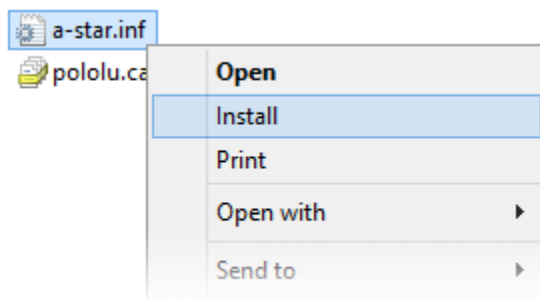 a-star.inf
pololu.ca
Open
Install
Print
Open with
Send to